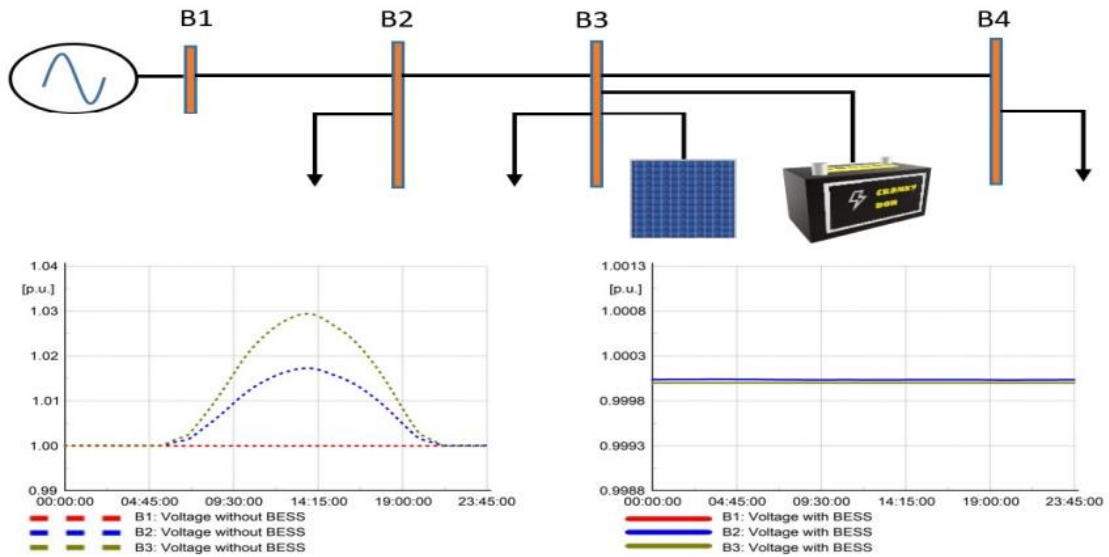 B1 B2 B3 B4
CRANKY
DON
1.04
[p.u.]
1.03
1.02
1.01
1.00
0.99
00:00:00 04:45:00 09:30:00 14:15:00 19:00:00 23:45:00
B1: Voltage without BESS
B2: Voltage without BESS
B3: Voltage without BESS
1.0013
[p.u.]
1.0008
1.0003
0.9998
0.9993
0.9988
00:00:00 04:45:00 09:30:00 14:15:00 19:00:00 23:45:00
B1: Voltage with BESS
B2: Voltage with BESS
B3: Voltage with BESS